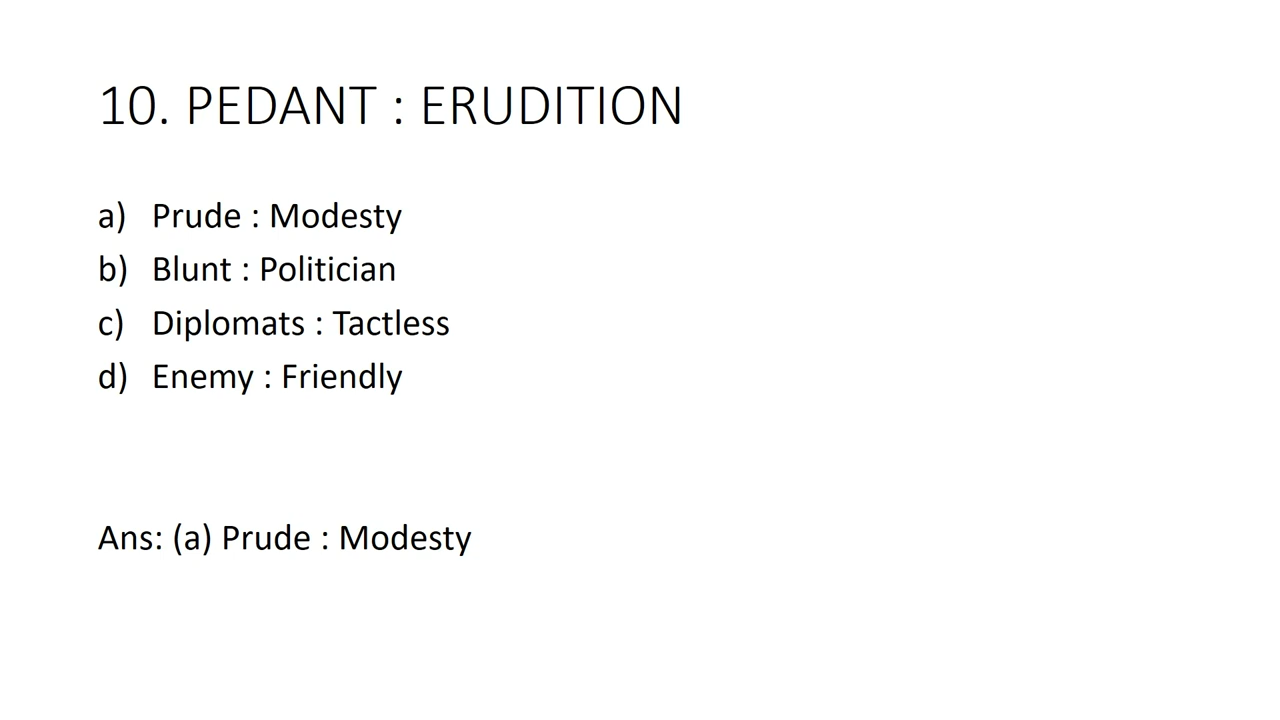 10. PEDANT : ERUDITION
a) Prude : Modesty
b) Blunt : Politician
c) Diplomats : Tactless
d) Enemy : Friendly
Ans: (a) Prude : Modesty